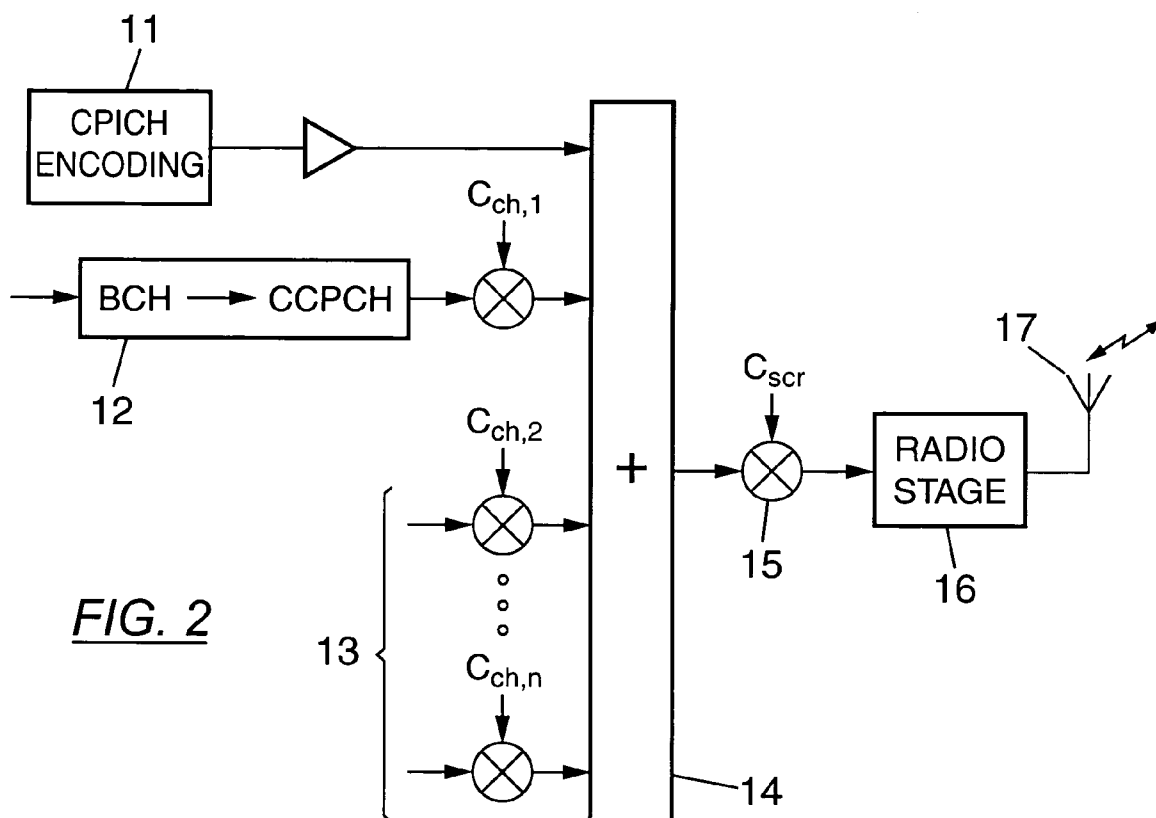 11
CPICH
ENCODING
C_ch,1
BCH CCPCH
12
17
C_scr
C_ch,2
+
RADIO
STAGE
15
16
FIG. 2
13
C_ch,n
14